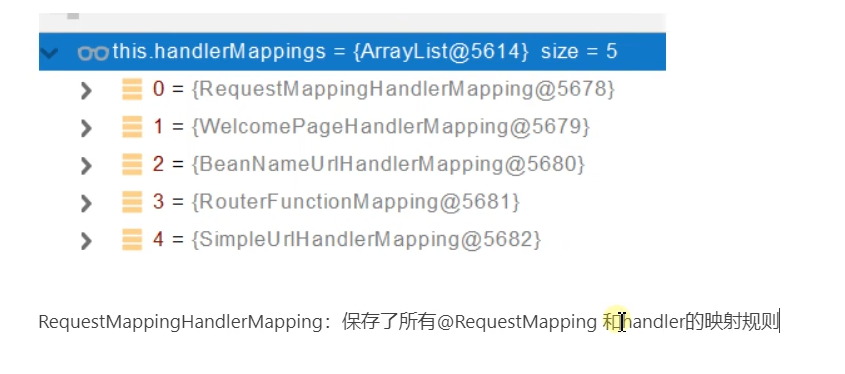 this.handlerMappings = {ArrayList@5614} size = 5
0 = {RequestMappingHandlerMapping@5678}
1 = {WelcomePageHandlerMapping@5679}
2 = {BeanNameUrlHandlerMapping@5680}
3 = {RouterFunctionMapping@5681}
4 = {SimpleUrlHandlerMapping@5682}
RequestMappingHandlerMapping：保存了所有@RequestMapping 和handler的映射规则